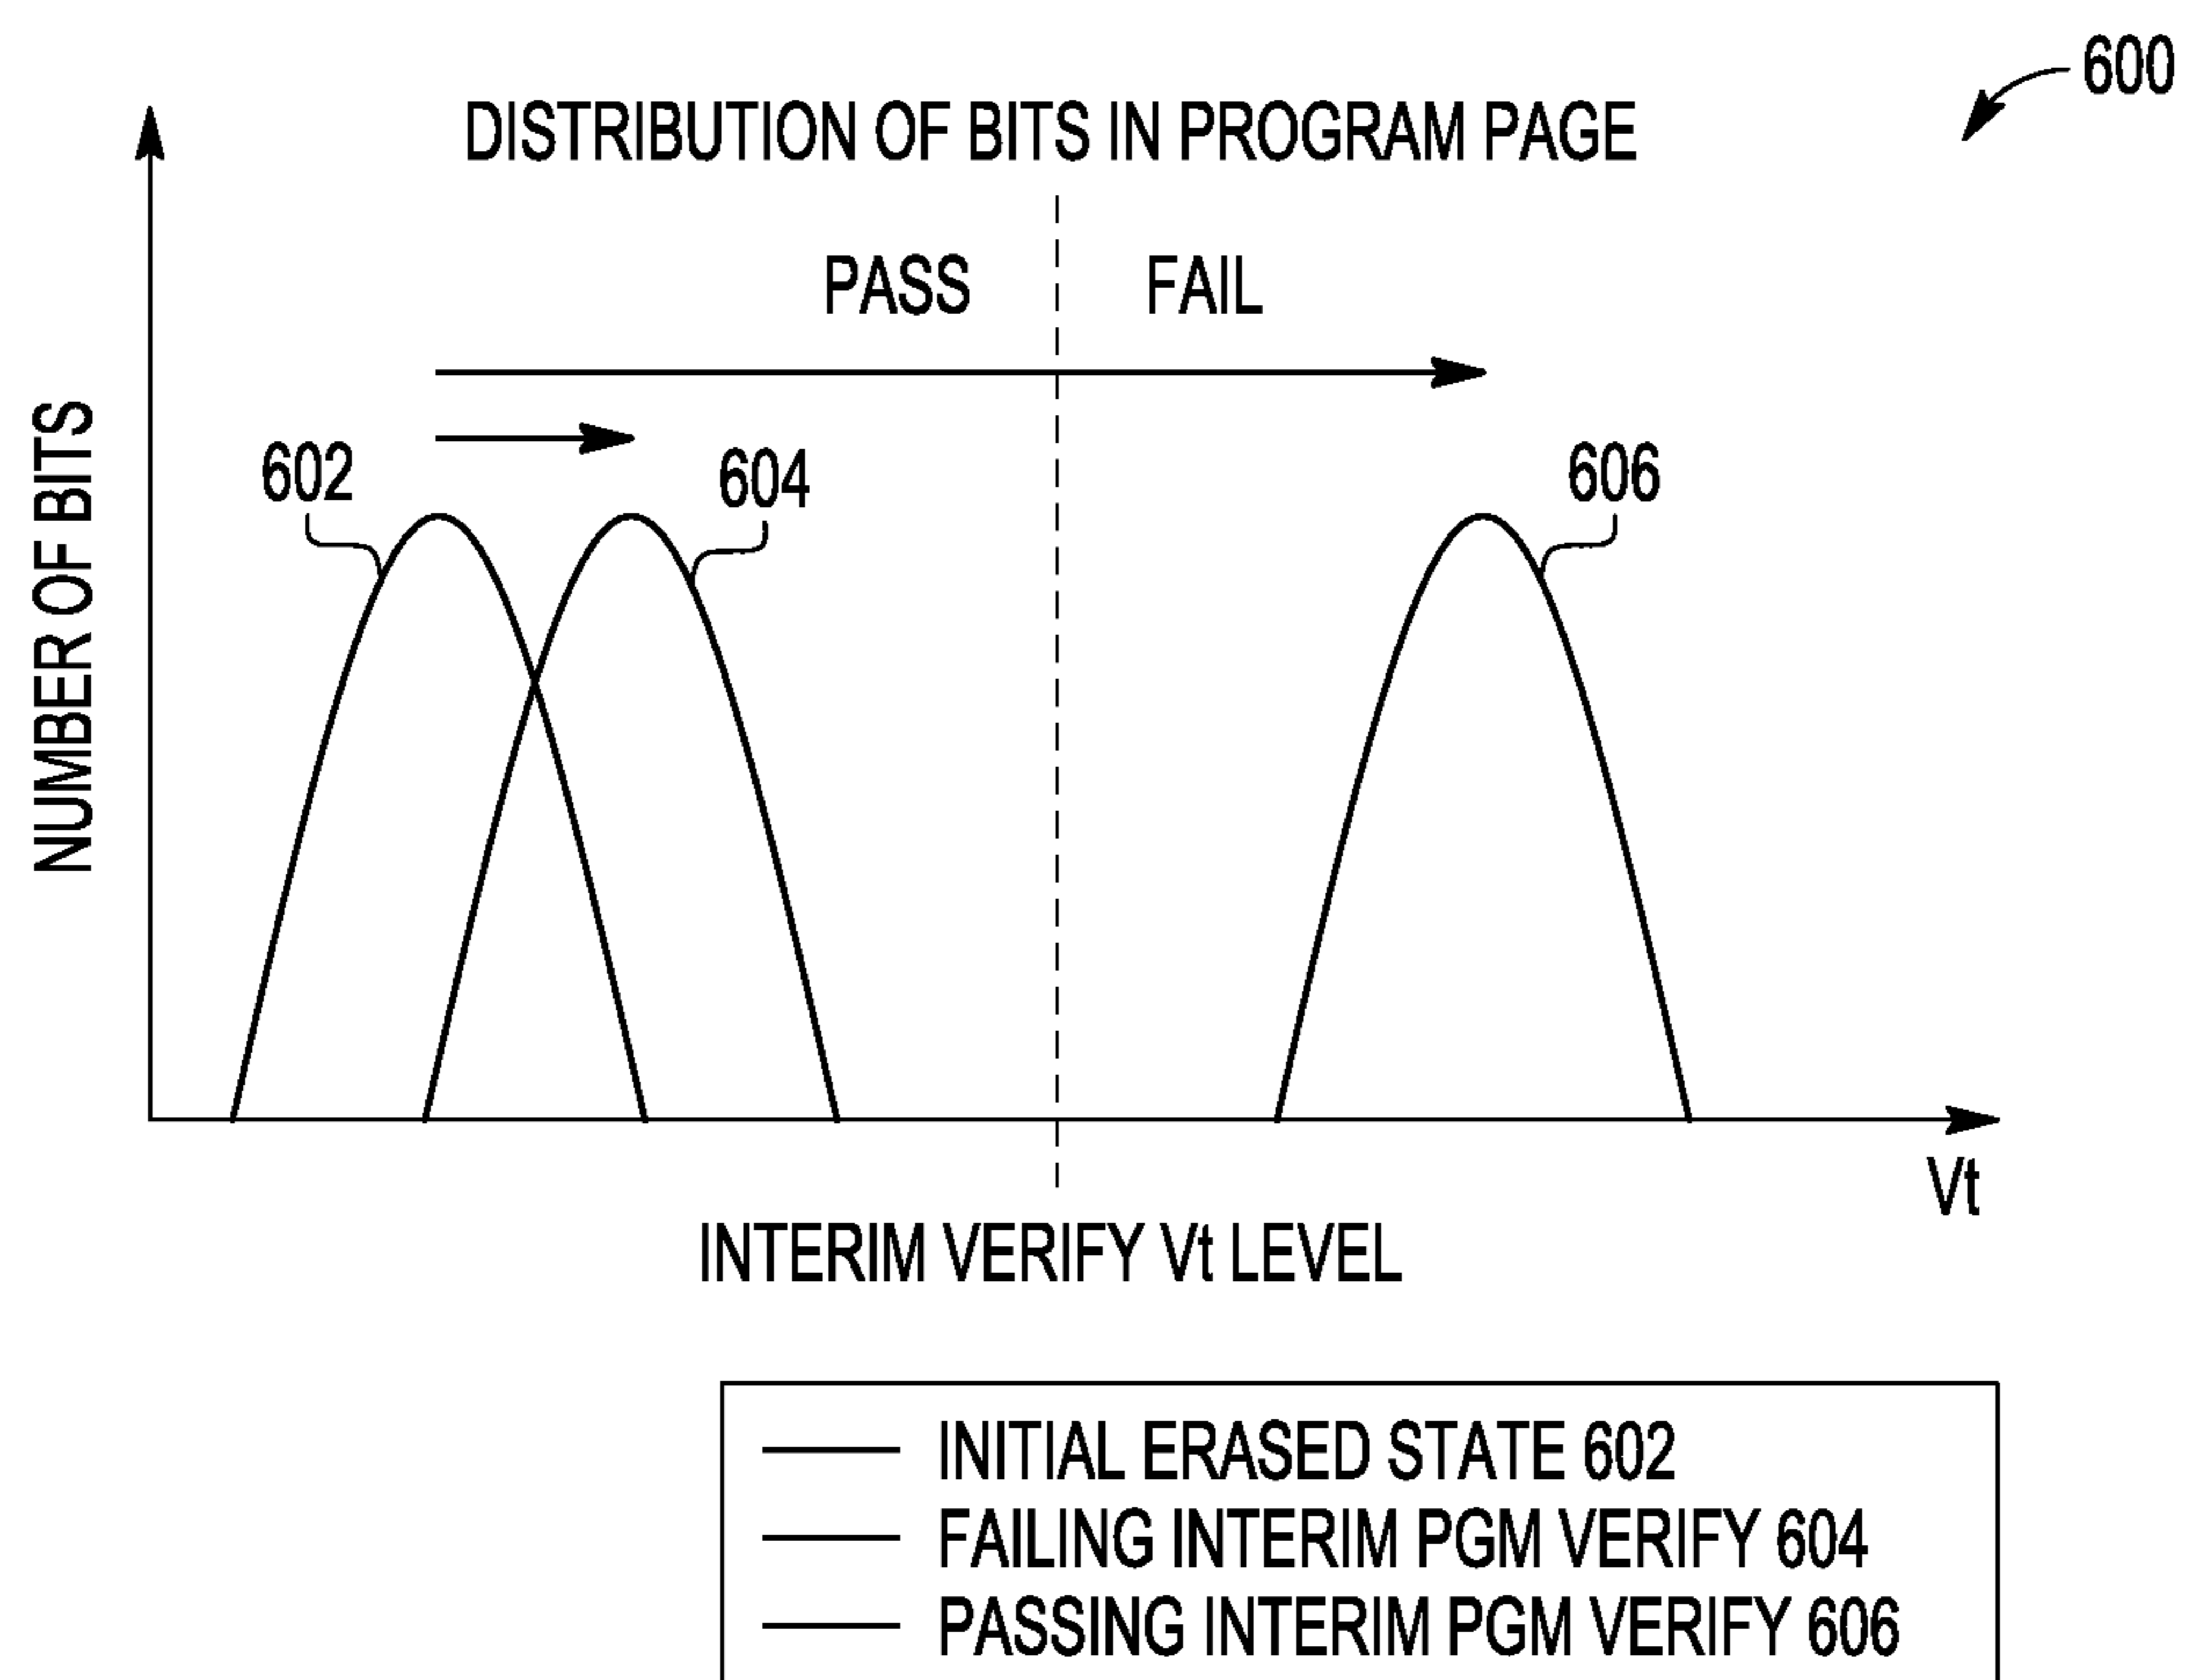 600
DISTRIBUTION OF BITS IN PROGRAM PAGE
PASS
FAIL
602
604
606
NUMBER OF BITS
Vt
INTERIM VERIFY Vt LEVEL
INITIAL ERASED STATE 602
FAILING INTERIM PGM VERIFY 604
PASSING INTERIM PGM VERIFY 606